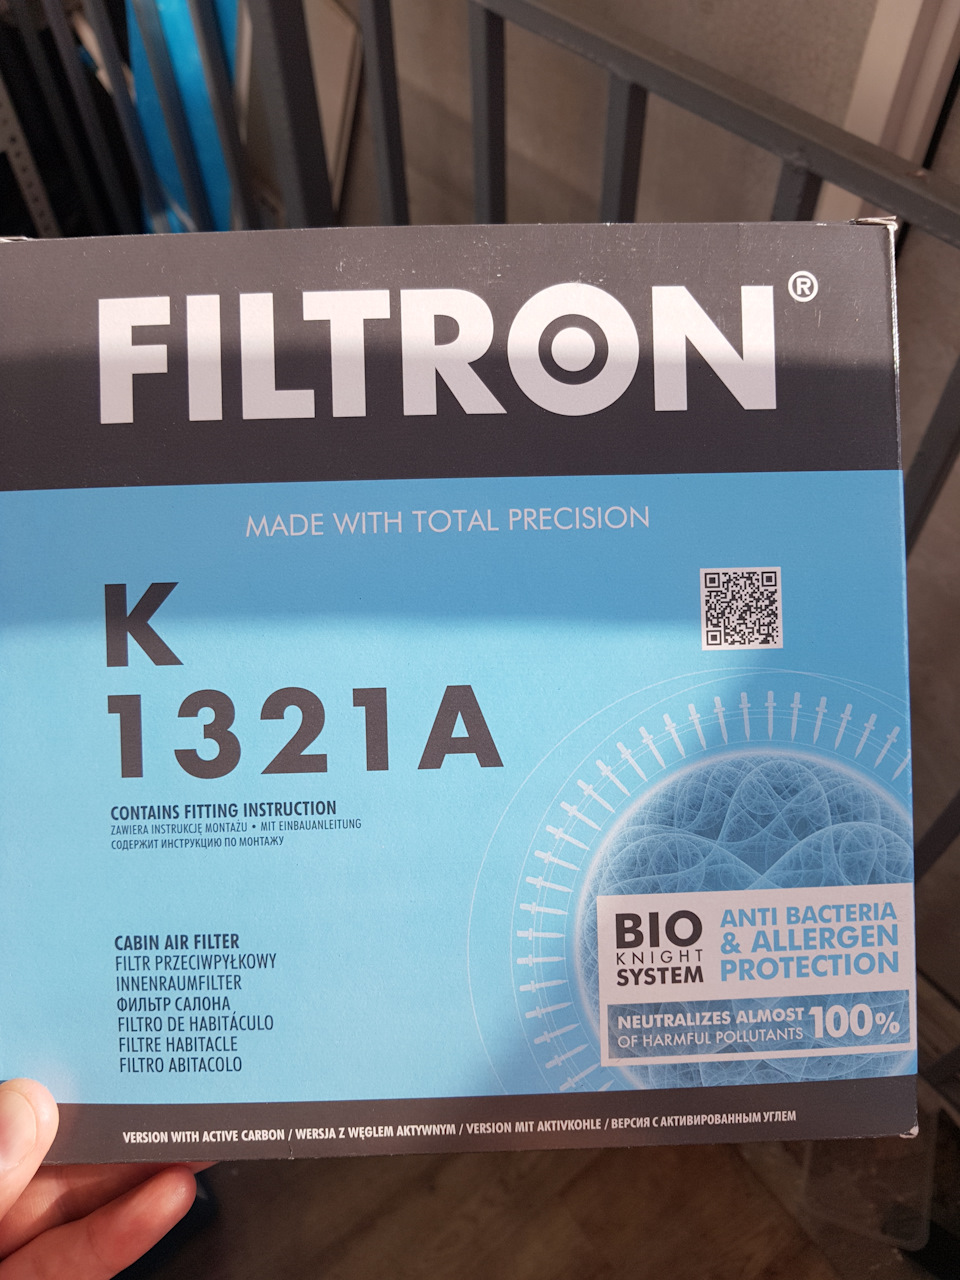 FILTRON®
MADE WITH TOTAL PRECISION
K
1321A
CONTAINS FITTING INSTRUCTION
ZAWIERA INSTRUKCJĘ MONTAŻU • MIT EINBAUANLEITUNG
СОДЕРЖИТ ИНСТРУКЦИЮ ПО МОНТАЖУ
CABIN AIR FILTER
FILTR PRZECIWPYŁKOWY
INNENRAUMFILTER
ФИЛЬТР САЛОНА
FILTRO DE HABITÁCULO
FILTRE HABITACLE
FILTRO ABITACOLO
BIO
KNIGHT
SYSTEM
ANTI BACTERIA
& ALLERGEN
PROTECTION
NEUTRALIZES ALMOST 100%
OF HARMFUL POLLUTANTS
VERSION WITH ACTIVE CARBON / WERSJA Z WĘGLEM AKTYWNYM / VERSION MIT AKTIVKOHLE / ВЕРСИЯ С АКТИВИРОВАННЫМ УГЛЕМ